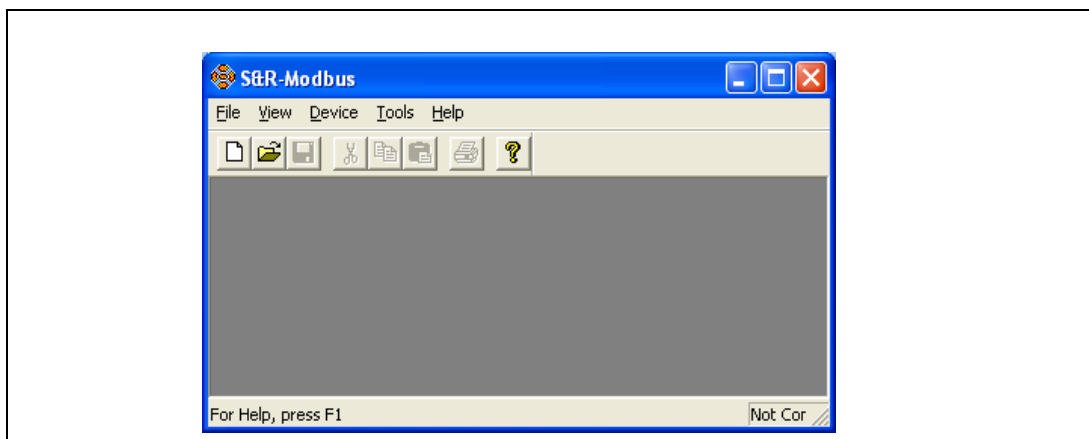 S&R-Modbus
File View Device Tools Help
For Help, press F1 Not Cor